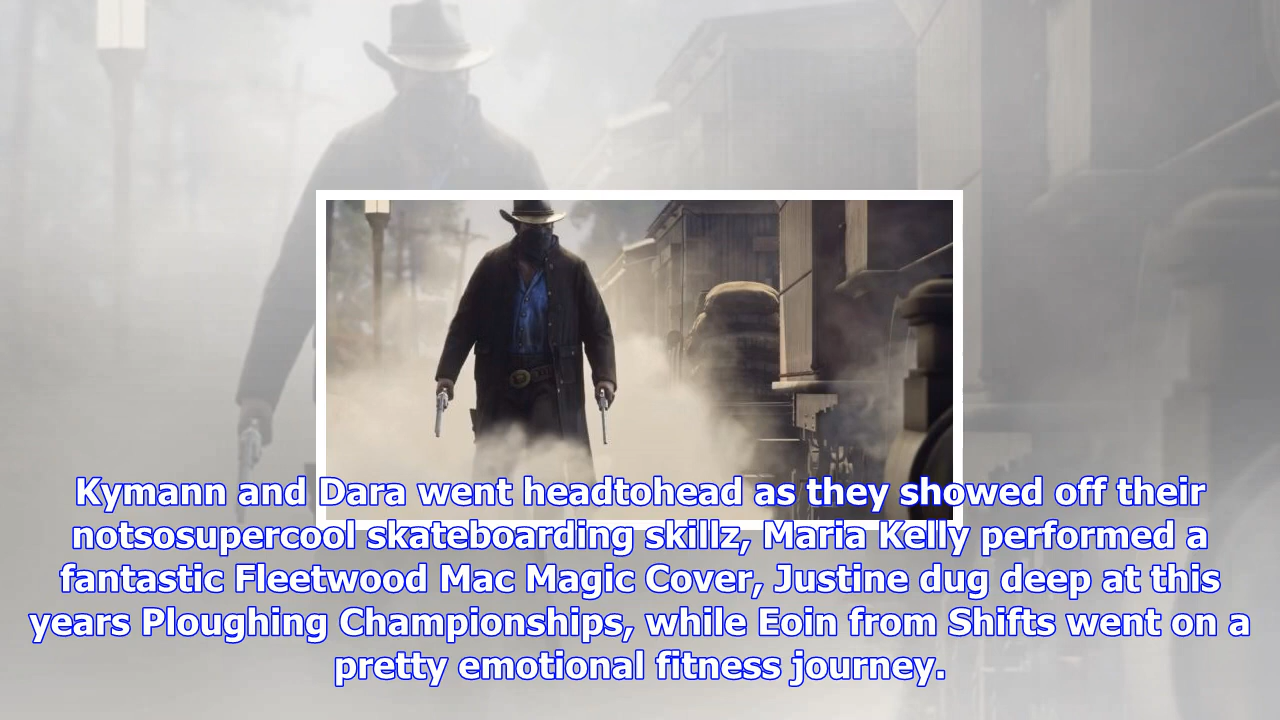 Kymann and Dara went headtohead as they showed off their
notsosupercool skateboarding skillz, Maria Kelly performed a
fantastic Fleetwood Mac Magic Cover, Justine dug deep at this
years Ploughing Championships, while Eoin from Shifts went on a
pretty emotional fitness journey.